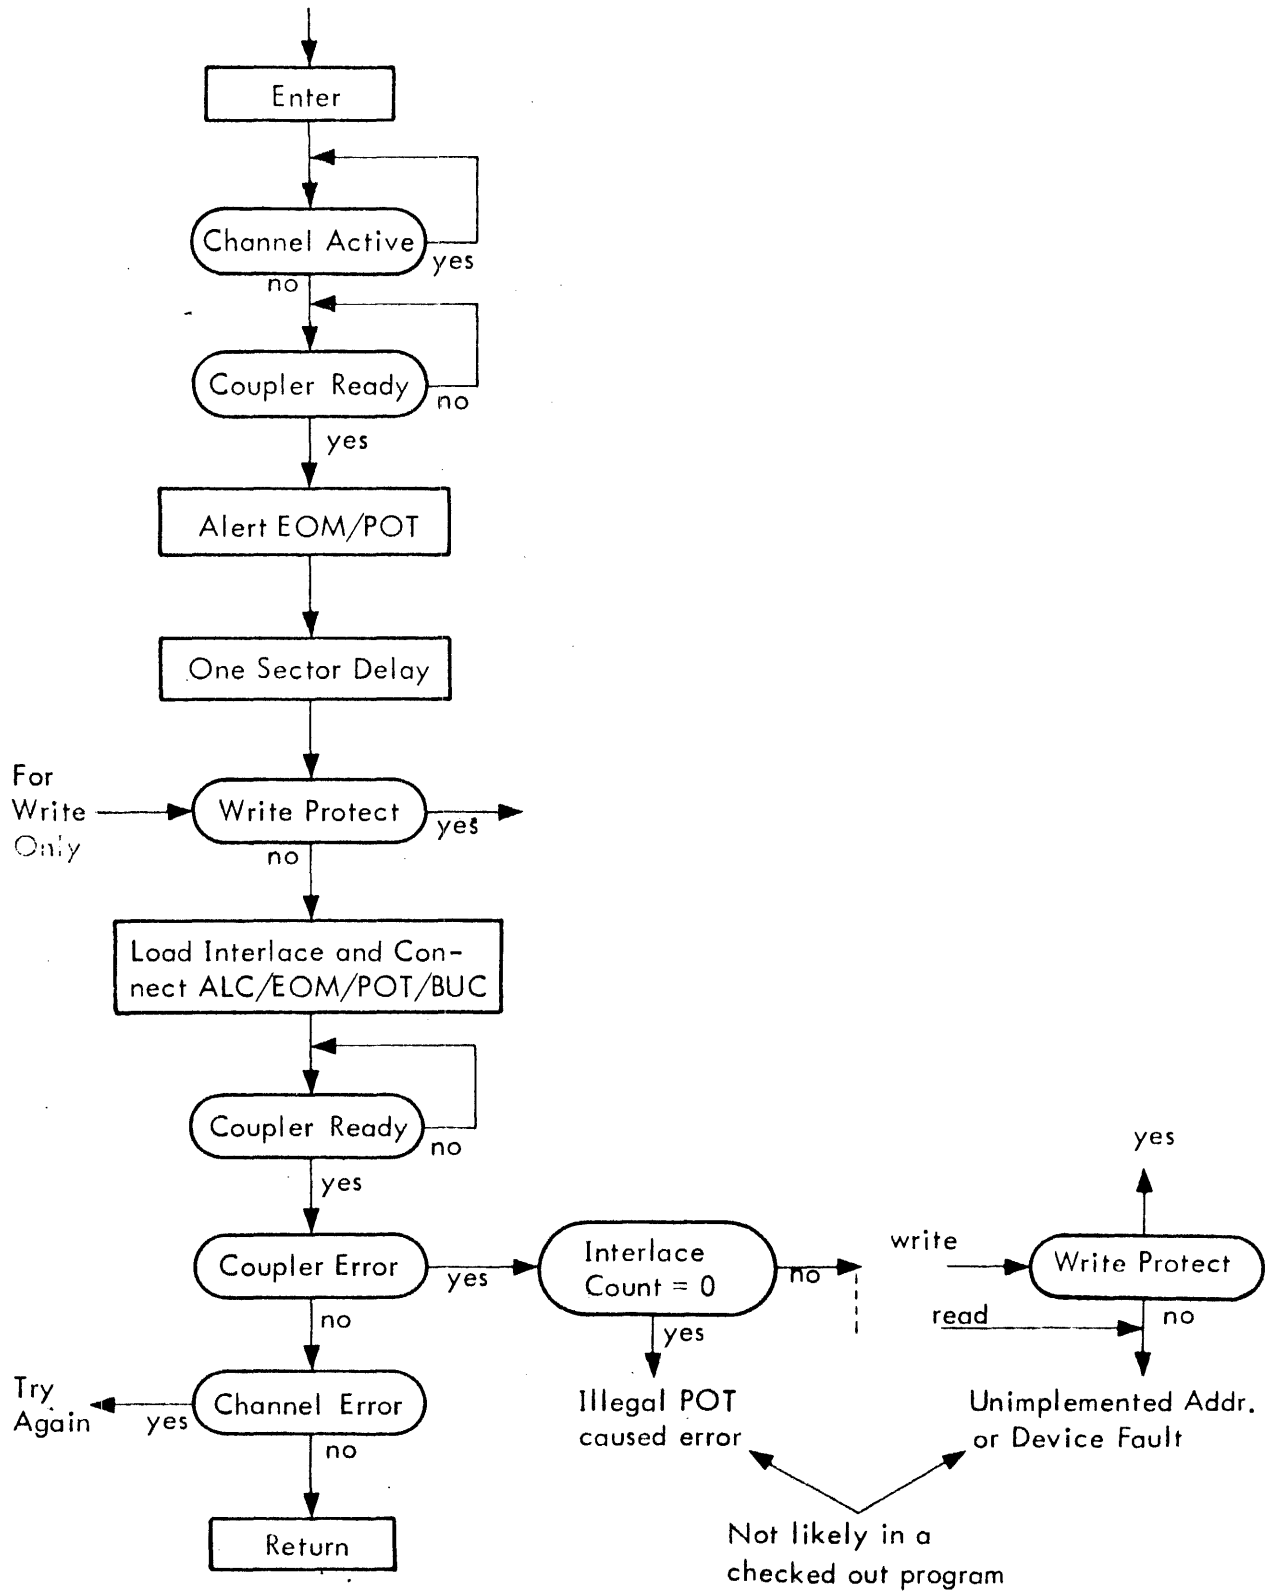 Enter
Channel Active
yes
no
Coupler Ready
no
yes
Alert EOM/POT
One Sector Delay
For
Write
Only
Write Protect
yes
no
Load Interlace and Con-
nect ALC/EOM/POT/BUC
Coupler Ready
no
yes
Coupler Error
yes
no
Interlace
Count = 0
no
yes
Illegal POT
caused error
write
read
yes
Write Protect
no
Unimplemented Addr.
or Device Fault
Try
Again
yes
Channel Error
no
Return
Not likely in a
checked out program